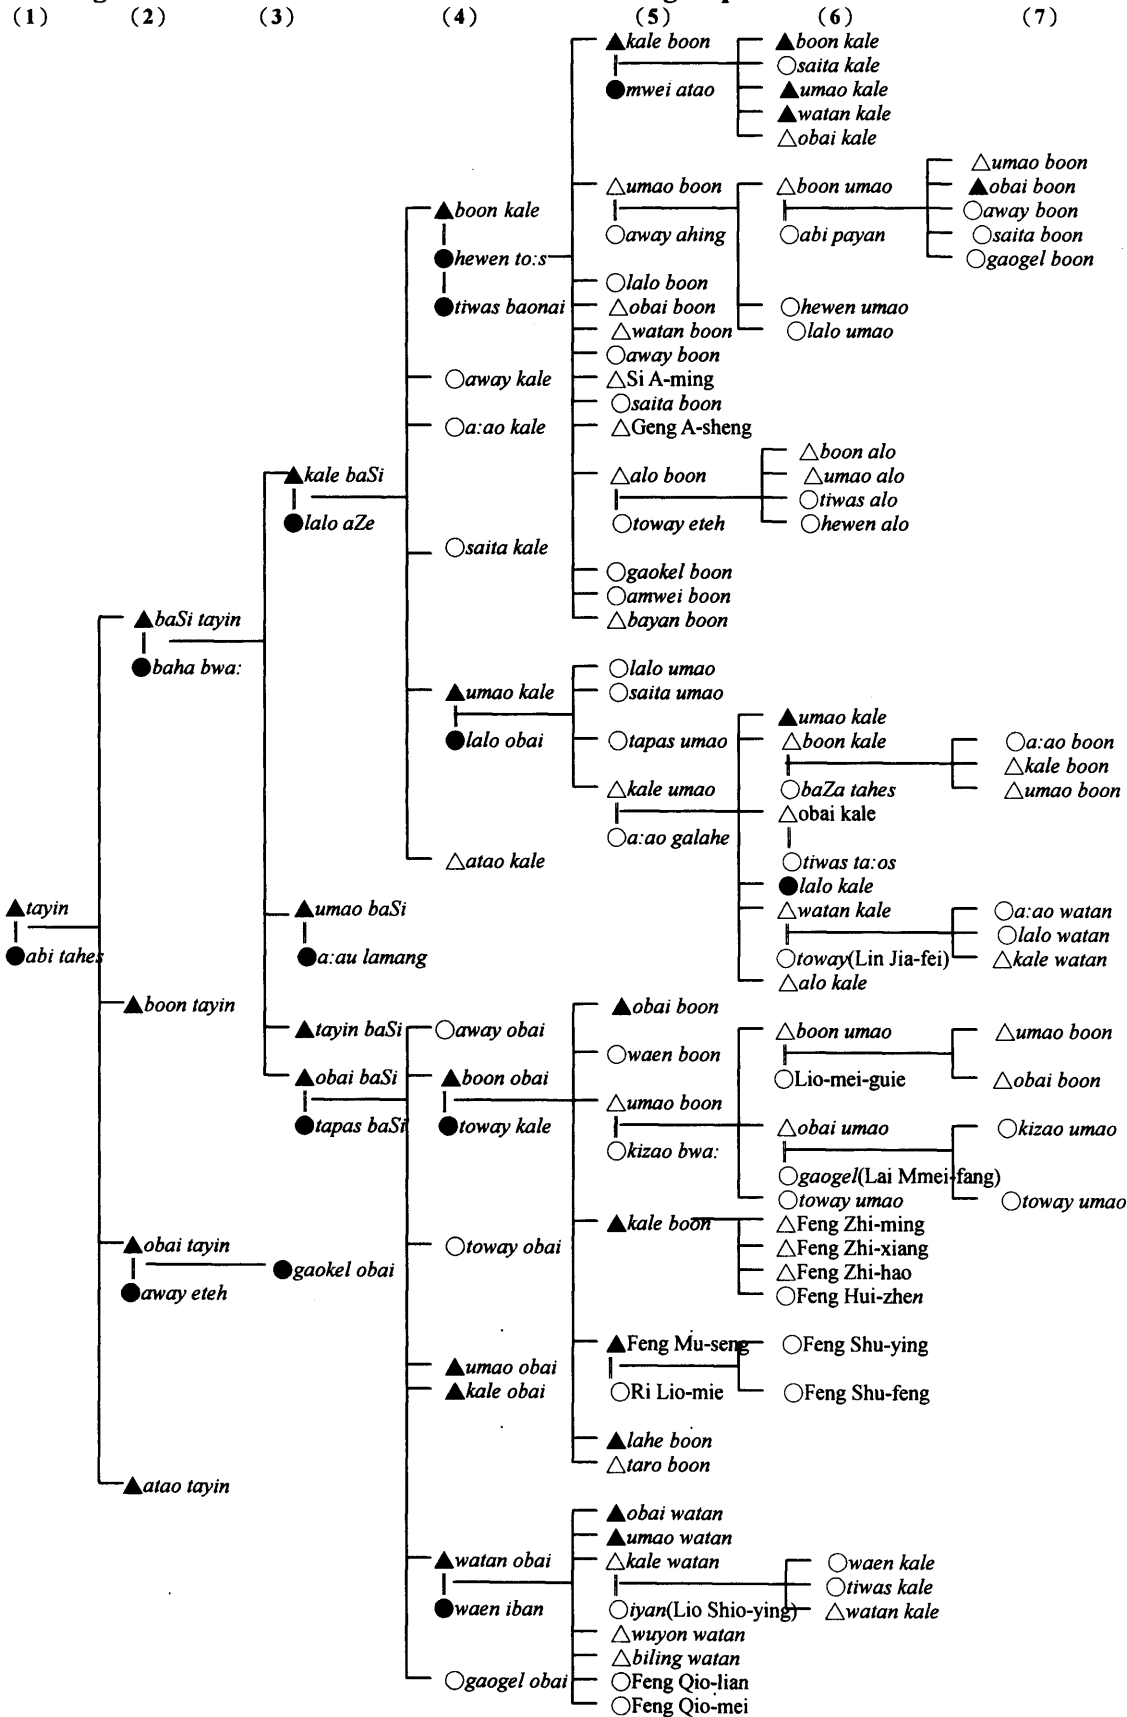 (1) (2) (3) (4) (5) (6) (7)
▲kale boon ▲boon kale
○saita kale
●mwei atao ▲umao kale
▲watan kale
△obai kale
△umao boon
△umao boon △boon umao ▲obai boon
▲boon kale ○away boon
○away ahing ○abi payan ○saita boon
●hewen to:s ○gaogel boon
○lalo boon
●tiwas baonai △obai boon ○hewen umao
△watan boon ○lalo umao
○away boon
○away kale △Si A-ming
○saita boon
○a:ao kale △Geng A-sheng
△boon alo
▲kale baSi △alo boon △umao alo
○tiwas alo
●lalo aZe ○toway eteh ○hewen alo
○saita kale
○gaokel boon
○amwei boon
▲baSi tayin △bayan boon
●baha bwa: ○lalo umao
▲umao kale ○saita umao
▲umao kale
●lalo obai ○tapas umao △boon kale ○a:ao boon
△kale boon
△kale umao ○baZa tahes △umao boon
△obai kale
○a:ao galahe
△atao kale ○tiwas ta:os
●lalo kale
▲tayin ▲umao baSi △watan kale ○a:ao watan
○lalo watan
●abi tahes ●a:au lamang ○toway(Lin Jia-fei) △kale watan
△alo kale
▲boon tayin ▲obai boon
▲tayin baSi ○away obai △boon umao △umao boon
○waen boon
▲obai baSi ▲boon obai ○Lio-mei-guie △obai boon
△umao boon
●tapas baSi ●toway kale △obai umao ○kizao umao
○kizao bwa:
○gaogel(Lai Mmei-fang)
○toway umao ○toway umao
▲kale boon △Feng Zhi-ming
▲obai tayin ○toway obai △Feng Zhi-xiang
●gaokel obai △Feng Zhi-hao
●away eteh ○Feng Hui-zhen
▲Feng Mu-seng ○Feng Shu-ying
▲umao obai
▲kale obai ○Ri Lio-mie ○Feng Shu-feng
▲lahe boon
△taro boon
▲atao tayin
▲obai watan
▲umao watan
▲watan obai △kale watan ○waen kale
○tiwas kale
●waen iban ○iyan(Lio Shio-ying) △watan kale
△wuyon watan
△biling watan
○gaogel obai ○Feng Qio-lian
○Feng Qio-mei